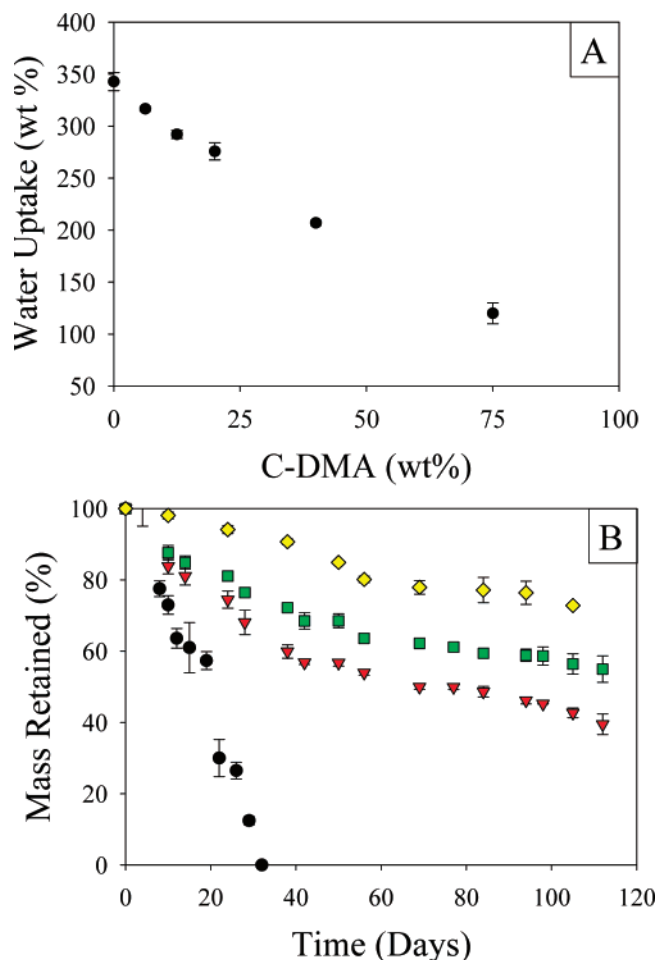 A
400
350
300
250
200
150
100
50
Water Uptake (wt %)
0 25 50 75 100
C-DMA (wt%)
B
100
80
60
40
20
0
Mass Retained (%)
0 20 40 60 80 100 120
Time (Days)